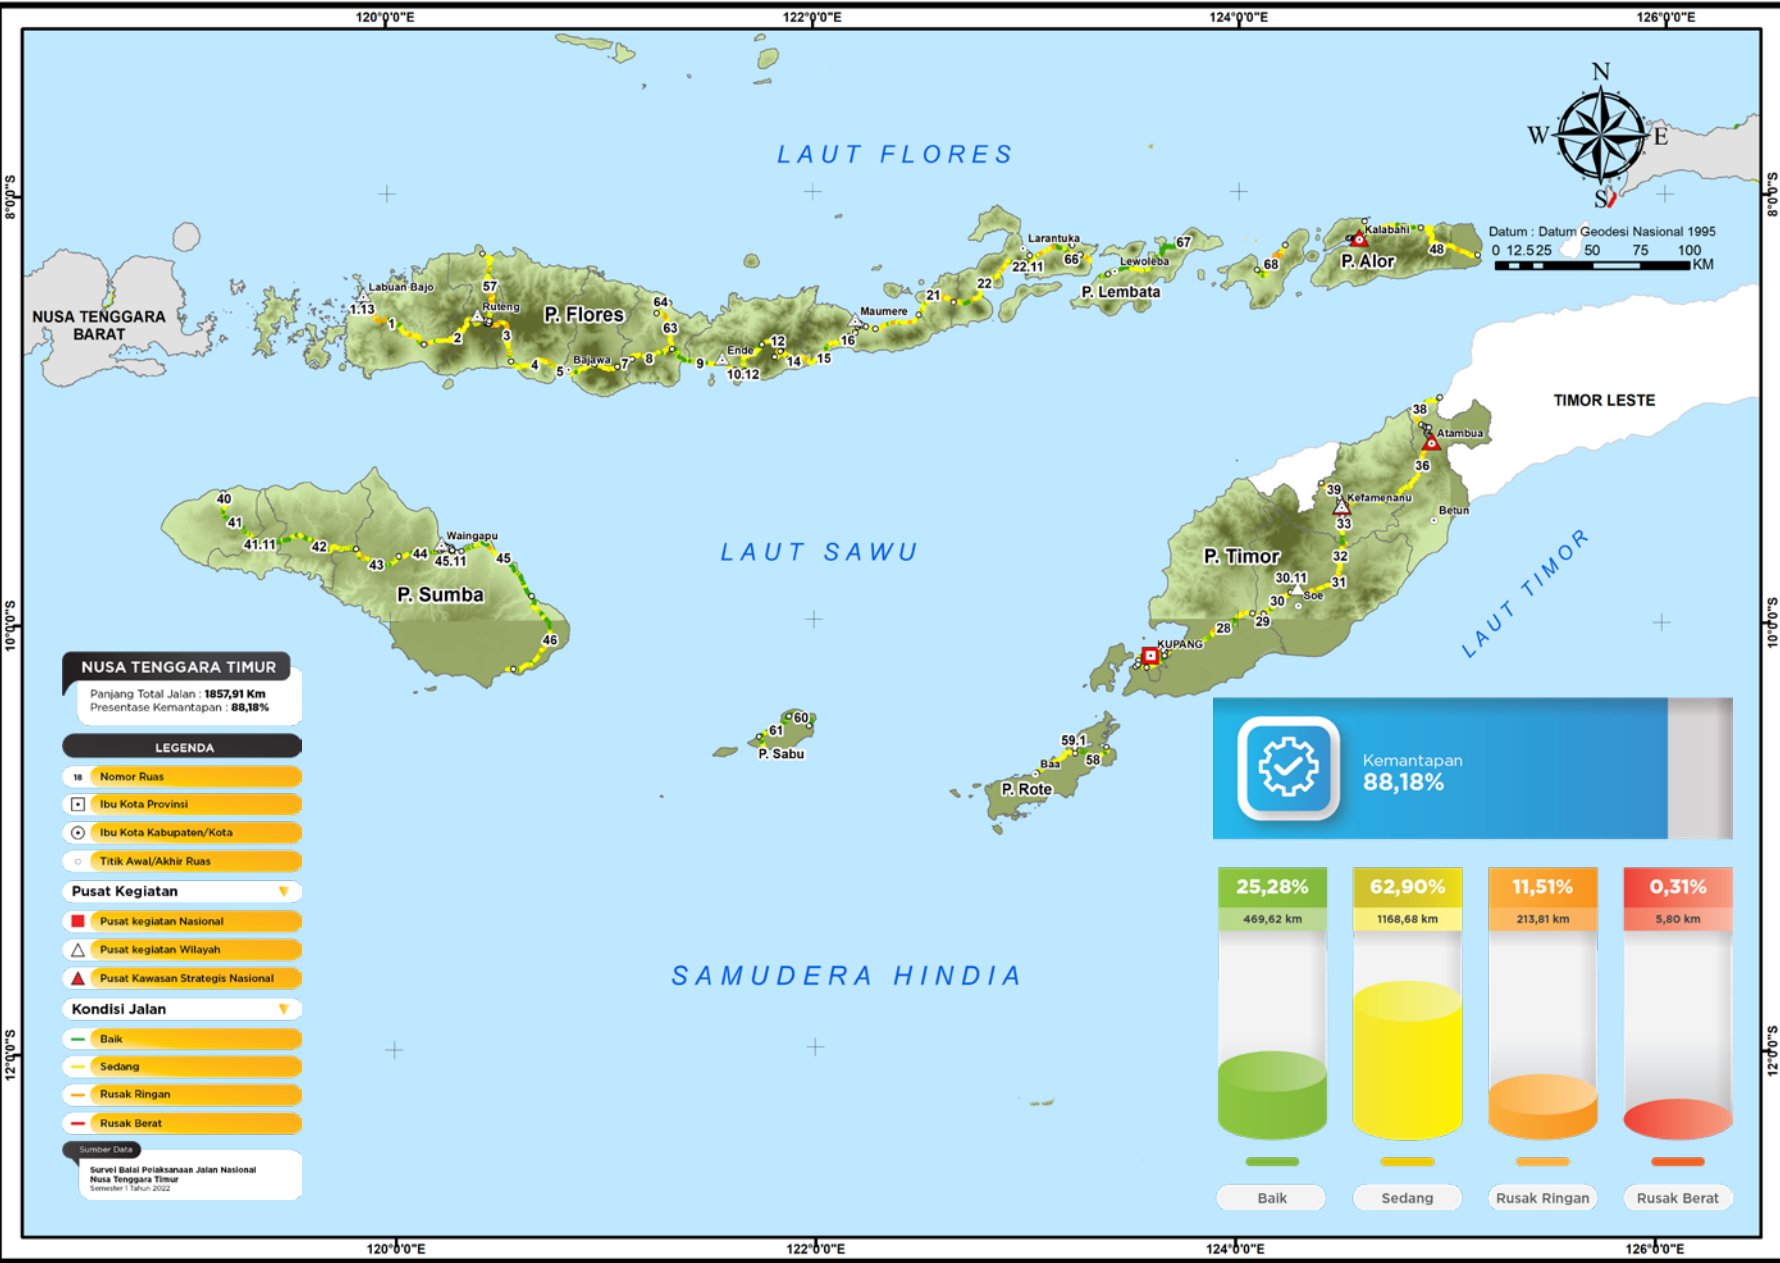 120°0'0"E
122°0'0"E
124°0'0"E
126°0'0"E
8°0'0"S
10°0'0"S
12°0'0"S
8°0'0"S
10°0'0"S
12°0'0"S
120°0'0"E
122°0'0"E
124°0'0"E
126°0'0"E
N
W
E
S
Datum : Datum Geodesi Nasional 1995
0 12.5 25 50 75 100
KM
LAUT FLORES
NUSA TENGGARA
BARAT
Labuan Bajo
1.13
1
2
57
Ruteng
3
4
P. Flores
5
Bajawa
7
8
64
63
9
Ende
10.12
12
14
15
16
Maumere
21
22
22.11
Larantuka
66
67
Lewoleba
P. Lembata
68
Kalabahi
P. Alor
48
TIMOR LESTE
38
Atambua
36
39
Kefamenanu
33
Betun
32
31
30.11
Soe
30
29
28
KUPANG
P. Timor
LAUT SAWU
LAUT TIMOR
40
41
41.11
42
43
44
Waingapu
45.11
45
46
P. Sumba
60
61
P. Sabu
59.1
58
Baa
P. Rote
SAMUDERA HINDIA
NUSA TENGGARA TIMUR
Panjang Total Jalan : 1857,91 Km
Presentase Kemantapan : 88,18%
LEGENDA
18 Nomor Ruas
Ibu Kota Provinsi
Ibu Kota Kabupaten/Kota
Titik Awal/Akhir Ruas
Pusat Kegiatan
Pusat kegiatan Nasional
Pusat kegiatan Wilayah
Pusat Kawasan Strategis Nasional
Kondisi Jalan
Baik
Sedang
Rusak Ringan
Rusak Berat
Sumber Data
Survei Balai Pelaksanaan Jalan Nasional
Nusa Tenggara Timur
Semester 1 Tahun 2022
Kemantapan
88,18%
25,28%
469,62 km
62,90%
1168,68 km
11,51%
213,81 km
0,31%
5,80 km
Baik
Sedang
Rusak Ringan
Rusak Berat